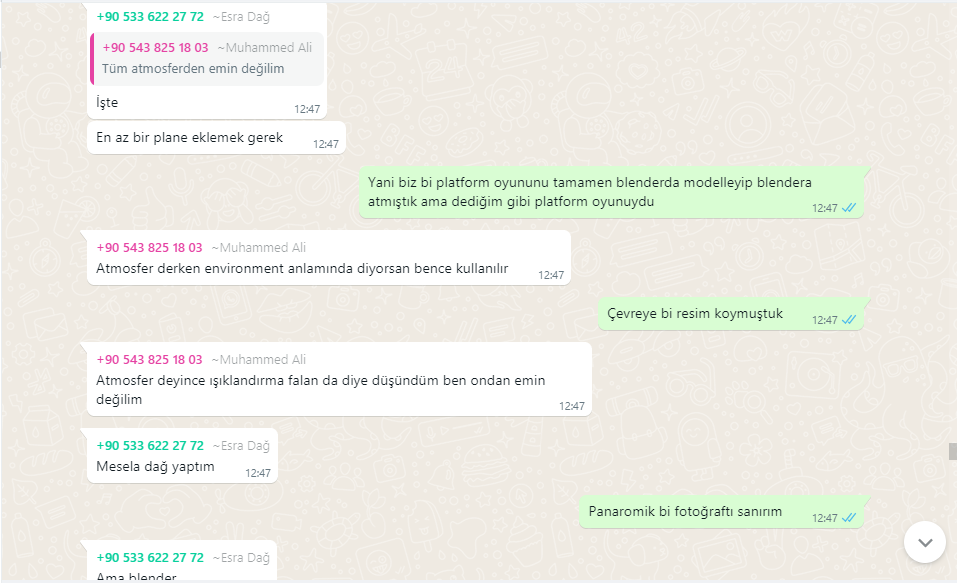 +90 533 622 27 72 ~Esra Dağ
+90 543 825 18 03 ~Muhammed Ali
Tüm atmosferden emin değilim
İşte
12:47
En az bir plane eklemek gerek
12:47
Yani biz bi platform oyununu tamamen blenderda modelleyip blendera
atmıştık ama dediğim gibi platform oyunuydu
12:47
+90 543 825 18 03 ~Muhammed Ali
Atmosfer derken environment anlamında diyorsan bence kullanılır
12:47
Çevreye bi resim koymuştuk
12:47
+90 543 825 18 03 ~Muhammed Ali
Atmosfer deyince ışıklandırma falan da diye düşündüm ben ondan emin
değilim
12:47
+90 533 622 27 72 ~Esra Dağ
Mesela dağ yaptım
12:47
Panaromik bi fotoğraftı sanırım
12:47
+90 533 622 27 72 ~Esra Dağ
Ama blender